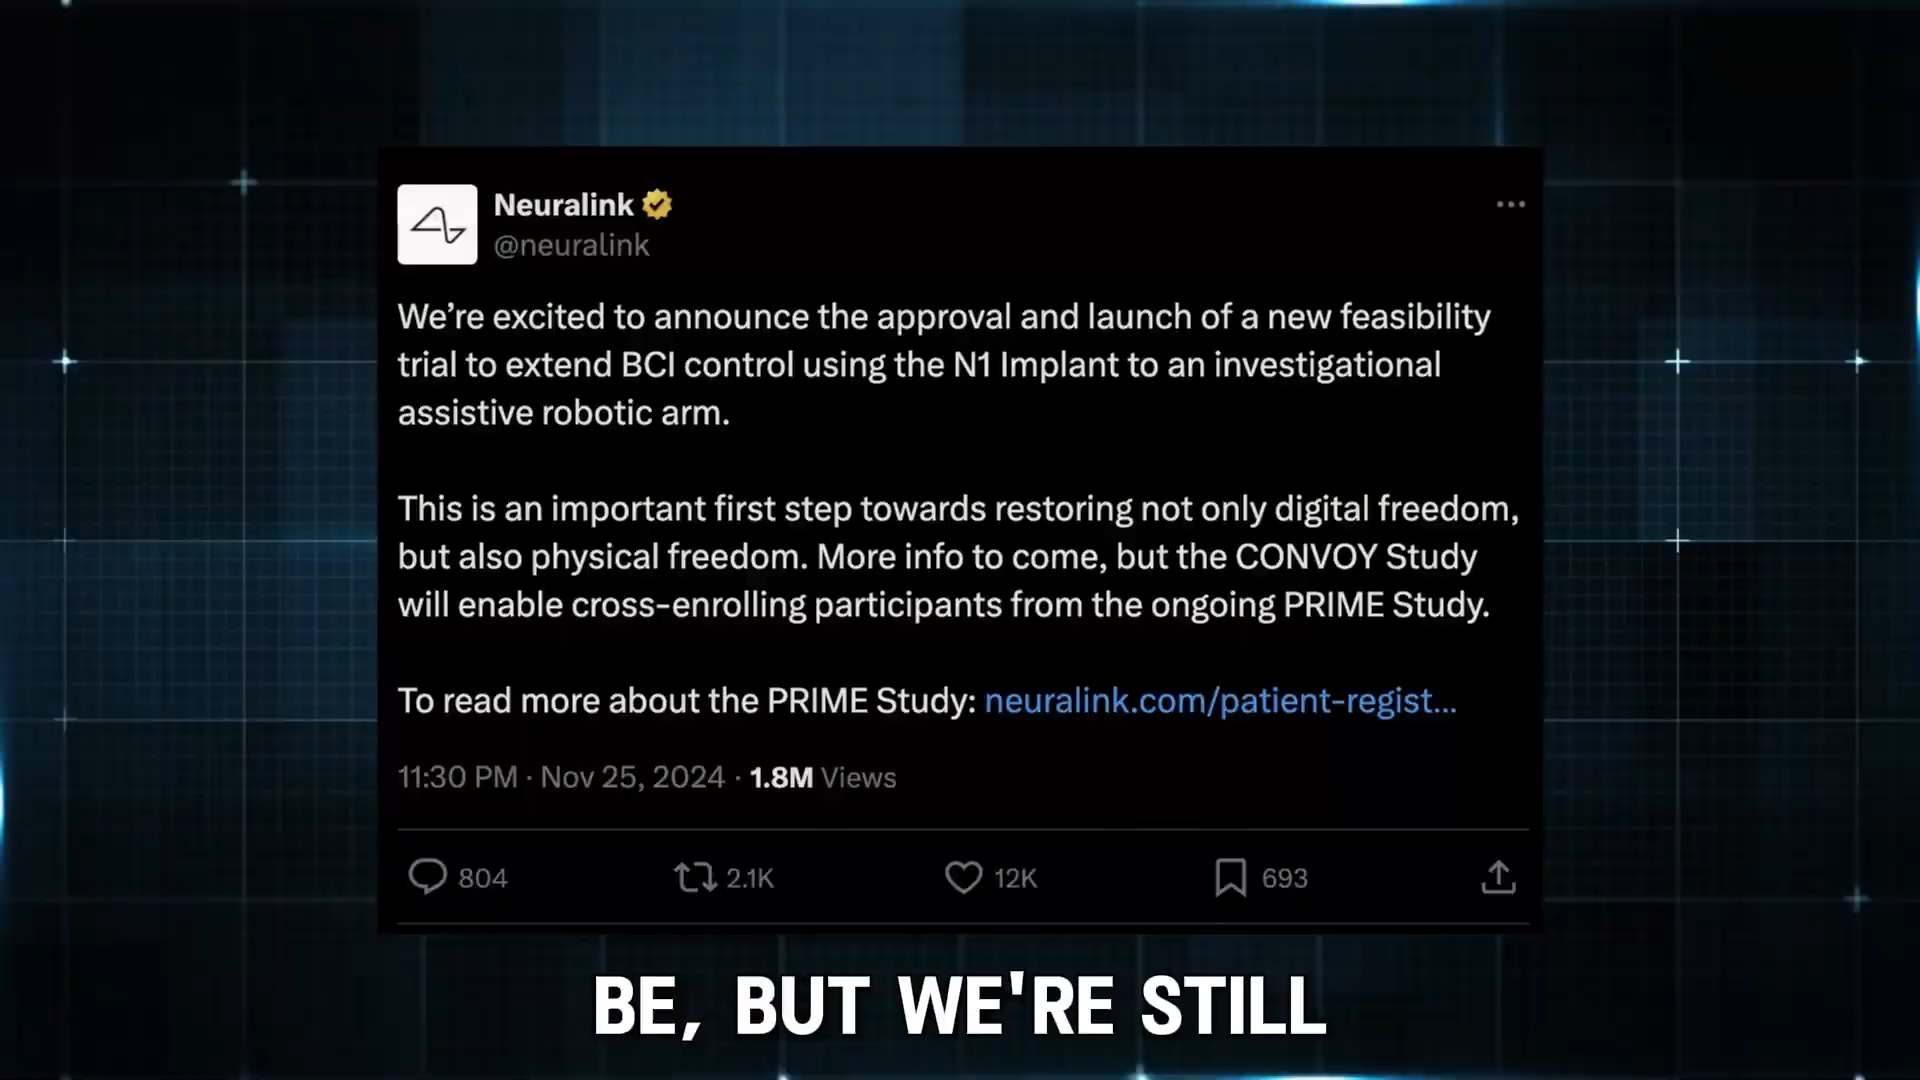 Neuralink
@neuralink
We’re excited to announce the approval and launch of a new feasibility
trial to extend BCI control using the N1 Implant to an investigational
assistive robotic arm.
This is an important first step towards restoring not only digital freedom,
but also physical freedom. More info to come, but the CONVOY Study
will enable cross-enrolling participants from the ongoing PRIME Study.
To read more about the PRIME Study: neuralink.com/patient-regist...
11:30 PM · Nov 25, 2024 · 1.8M Views
804 2.1K 12K 693
BE, BUT WE'RE STILL